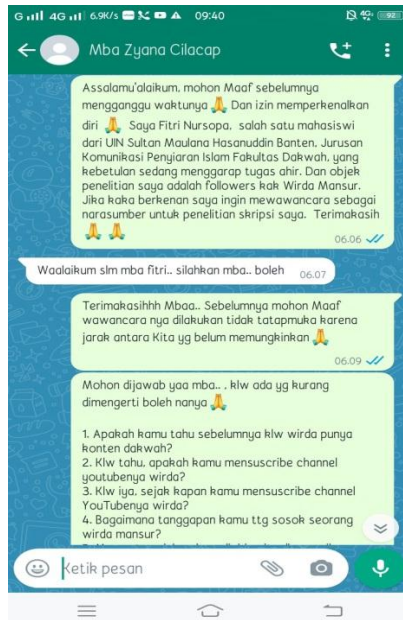 G 4G 6.9K/s 09:40 4G 92
Mba Zyana Cilacap
Assalamu'alaikum, mohon Maaf sebelumnya
mengganggu waktunya 🙏 Dan izin memperkenalkan
diri 🙏 Saya Fitri Nursopa. salah satu mahasiswi
dari UIN Sultan Maulana Hasanuddin Banten. Jurusan
Komunikasi Penyiaran Islam Fakultas Dakwah. yang
kebetulan sedang menggarap tugas ahir. Dan objek
penelitian saya adalah followers kak Wirda Mansur.
Jika kaka berkenan saya ingin mewawancara sebagai
narasumber untuk penelitian skripsi saya. Terimakasih
🙏 🙏
06.06
Waalaikum slm mba fitri.. silahkan mba.. boleh 06.07
Terimakasihhh Mbaa.. Sebelumnya mohon Maaf
wawancara nya dilakukan tidak tatapmuka karena
jarak antara Kita yg belum memungkinkan 🙏
06.09
Mohon dijawab yaa mba.. , klw ada yg kurang
dimengerti boleh nanya 🙏
1. Apakah kamu tahu sebelumnya klw wirda punya
konten dakwah?
2. Klw tahu, apakah kamu mensuscribe channel
youtubenya wirda?
3. Klw iya, sejak kapan kamu mensuscribe channel
YouTubenya wirda?
4. Bagaimana tanggapan kamu ttg sosok seorang
wirda mansur?
Ketik pesan